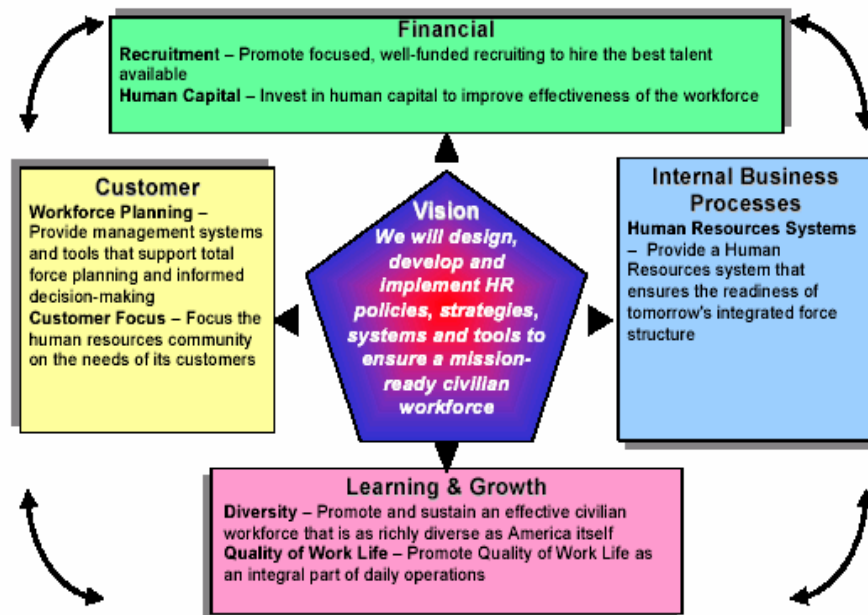 Financial
Recruitment – Promote focused, well-funded recruiting to hire the best talent
available
Human Capital – Invest in human capital to improve effectiveness of the workforce
Customer
Workforce Planning –
Provide management systems
and tools that support total
force planning and informed
decision-making
Customer Focus – Focus the
human resources community
on the needs of its customers
Vision
We will design,
develop and
implement HR
policies, strategies,
systems and tools to
ensure a mission-
ready civilian
workforce
Internal Business
Processes
Human Resources Systems
– Provide a Human
Resources system that
ensures the readiness of
tomorrow's integrated force
structure
Learning & Growth
Diversity – Promote and sustain an effective civilian
workforce that is as richly diverse as America itself
Quality of Work Life – Promote Quality of Work Life as
an integral part of daily operations